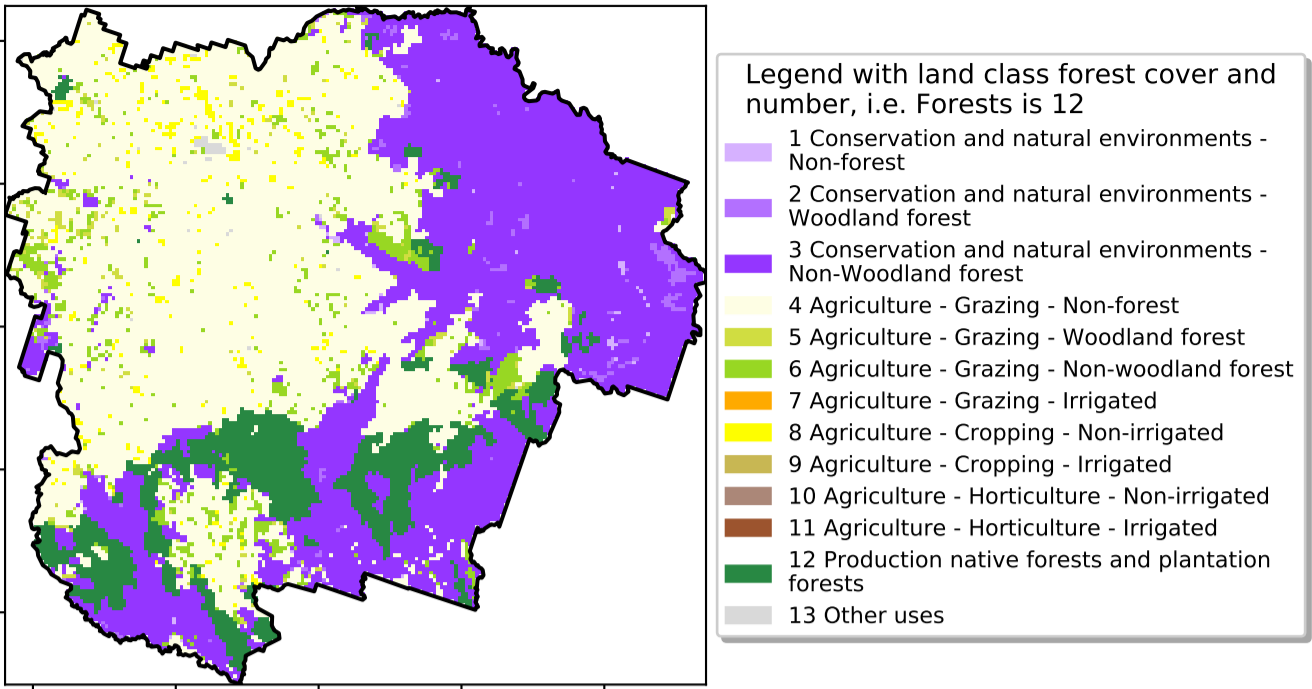 Legend with land class forest cover and
number, i.e. Forests is 12
1 Conservation and natural environments -
Non-forest
2 Conservation and natural environments -
Woodland forest
3 Conservation and natural environments -
Non-Woodland forest
4 Agriculture - Grazing - Non-forest
5 Agriculture - Grazing - Woodland forest
6 Agriculture - Grazing - Non-woodland forest
7 Agriculture - Grazing - Irrigated
8 Agriculture - Cropping - Non-irrigated
9 Agriculture - Cropping - Irrigated
10 Agriculture - Horticulture - Non-irrigated
11 Agriculture - Horticulture - Irrigated
12 Production native forests and plantation
forests
13 Other uses